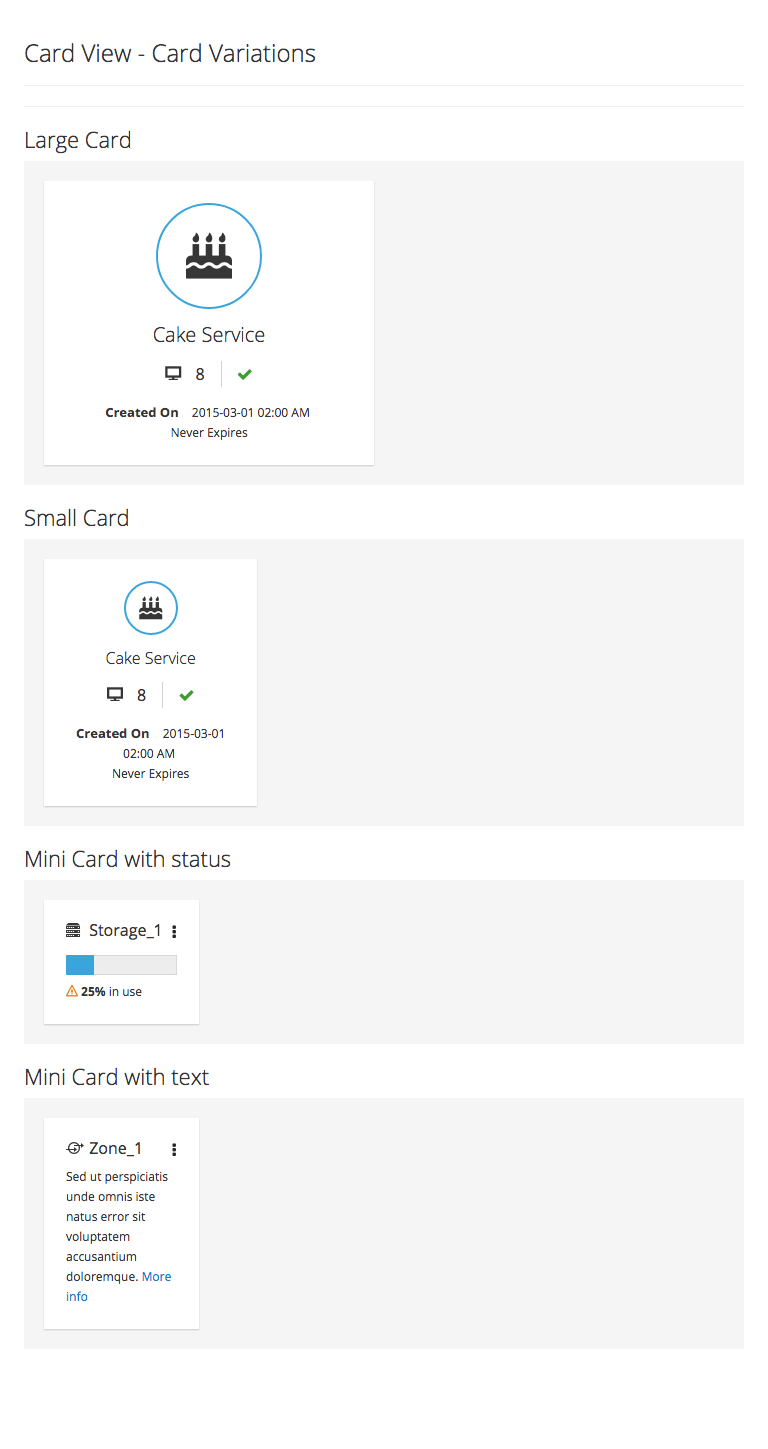 Card View - Card Variations
Large Card
Cake Service
8
Created On 2015-03-01 02:00 AM
Never Expires
Small Card
Cake Service
8
Created On 2015-03-01
02:00 AM
Never Expires
Mini Card with status
Storage_1
25% in use
Mini Card with text
Zone_1
Sed ut perspiciatis
unde omnis iste
natus error sit
voluptatem
accusantium
doloremque. More
info